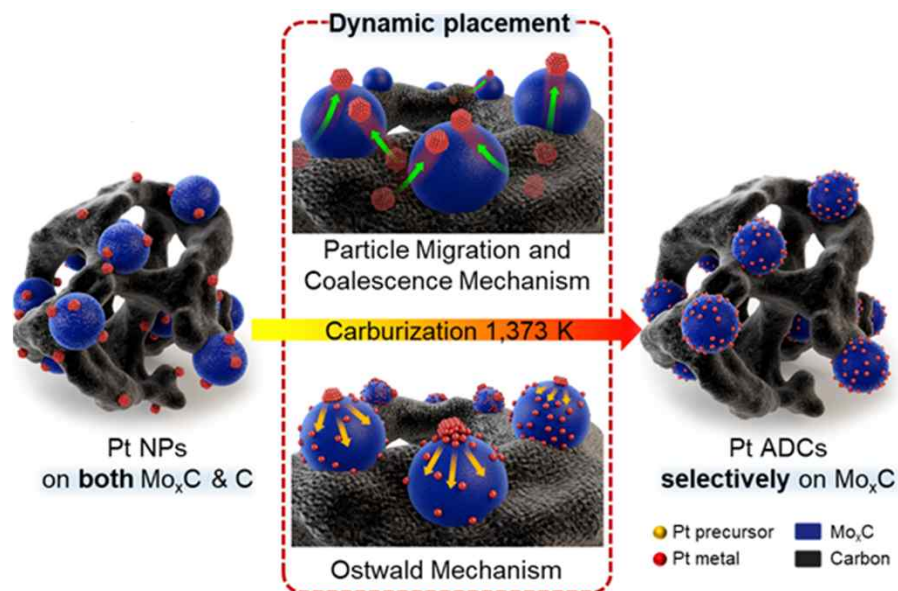 Dynamic placement
Particle Migration and
Coalescence Mechanism
Carburization 1,373 K
Pt NPs
on both MoₓC & C
Ostwald Mechanism
Pt ADCs
selectively on MoₓC
Pt precursor
MoₓC
Pt metal
Carbon